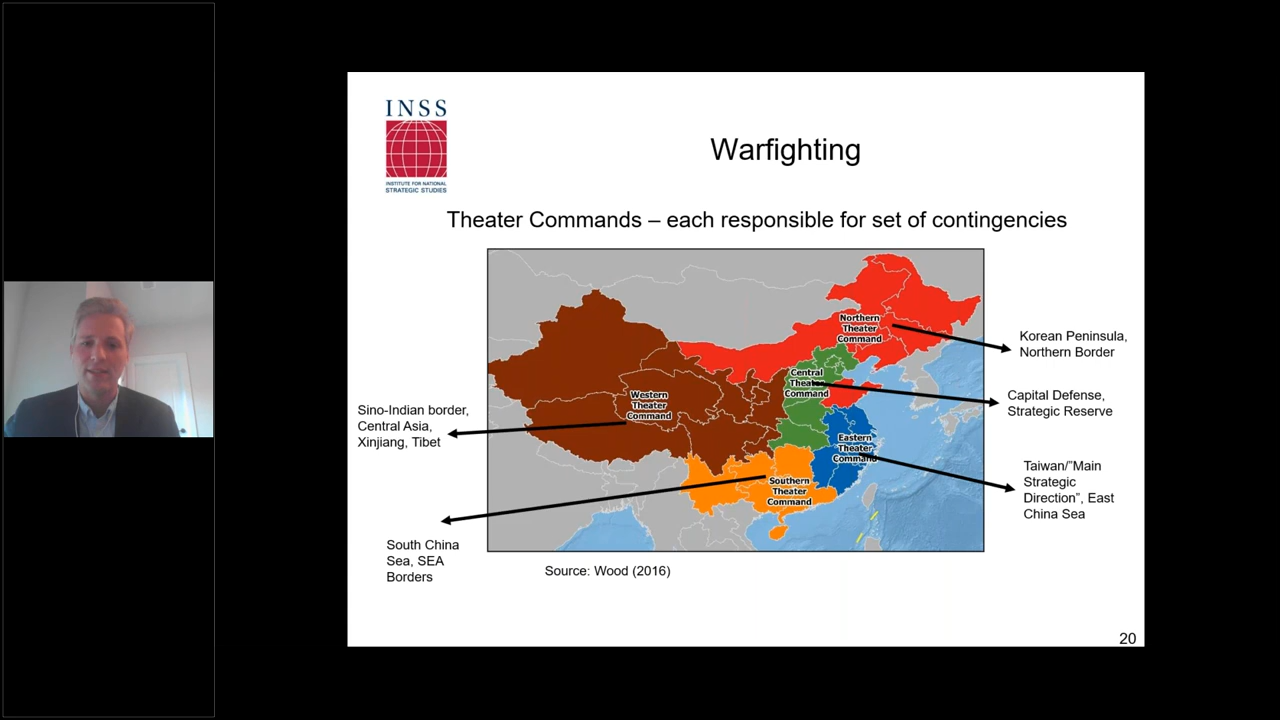 INSS
INSTITUTE FOR NATIONAL
STRATEGIC STUDIES
Warfighting
Theater Commands – each responsible for set of contingencies
Northern
Theater
Command
Korean Peninsula,
Northern Border
Central
Theater
Command
Capital Defense,
Strategic Reserve
Western
Theater
Command
Sino-Indian border,
Central Asia,
Xinjiang, Tibet
Eastern
Theater
Command
Taiwan/”Main
Strategic
Direction”, East
China Sea
Southern
Theater
Command
South China
Sea, SEA
Borders
Source: Wood (2016)
20